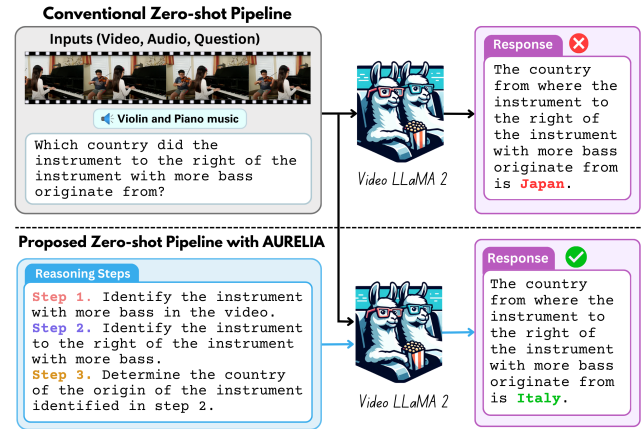 Conventional Zero-shot Pipeline
Inputs (Video, Audio, Question)
Violin and Piano music
Which country did the
instrument to the right of the
instrument with more bass
originate from?
Video LLaMA 2
Response
The country
from where the
instrument to
the right of
the instrument
with more bass
originate from
is Japan.
Proposed Zero-shot Pipeline with AURELIA
Reasoning Steps
Step 1. Identify the instrument
with more bass in the video.
Step 2. Identify the instrument
to the right of the instrument
with more bass.
Step 3. Determine the country
of the origin of the instrument
identified in step 2.
Video LLaMA 2
Response
The country
from where the
instrument to
the right of
the instrument
with more bass
originate from
is Italy.